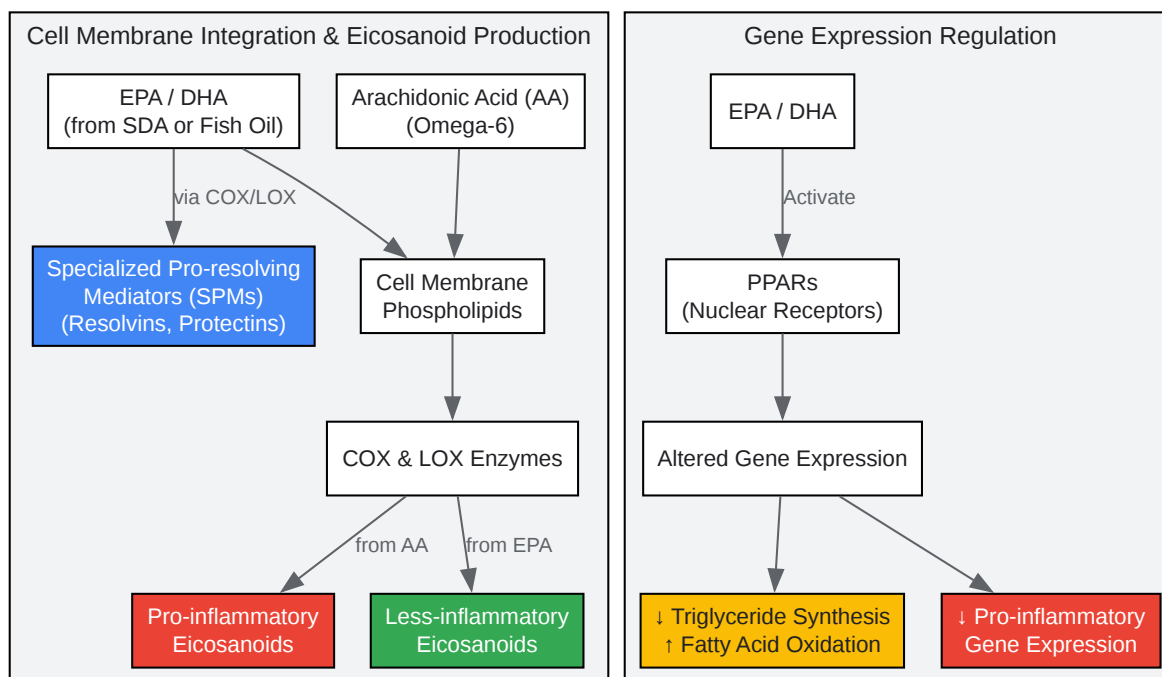 Cell Membrane Integration & Eicosanoid Production
EPA / DHA
(from SDA or Fish Oil)
Arachidonic Acid (AA)
(Omega-6)
via COX/LOX
Specialized Pro-resolving
Mediators (SPMs)
(Resolvins, Protectins)
Cell Membrane
Phospholipids
COX & LOX Enzymes
from AA
from EPA
Pro-inflammatory
Eicosanoids
Less-inflammatory
Eicosanoids
Gene Expression Regulation
EPA / DHA
Activate
PPARs
(Nuclear Receptors)
Altered Gene Expression
↓ Triglyceride Synthesis
↑ Fatty Acid Oxidation
↓ Pro-inflammatory
Gene Expression